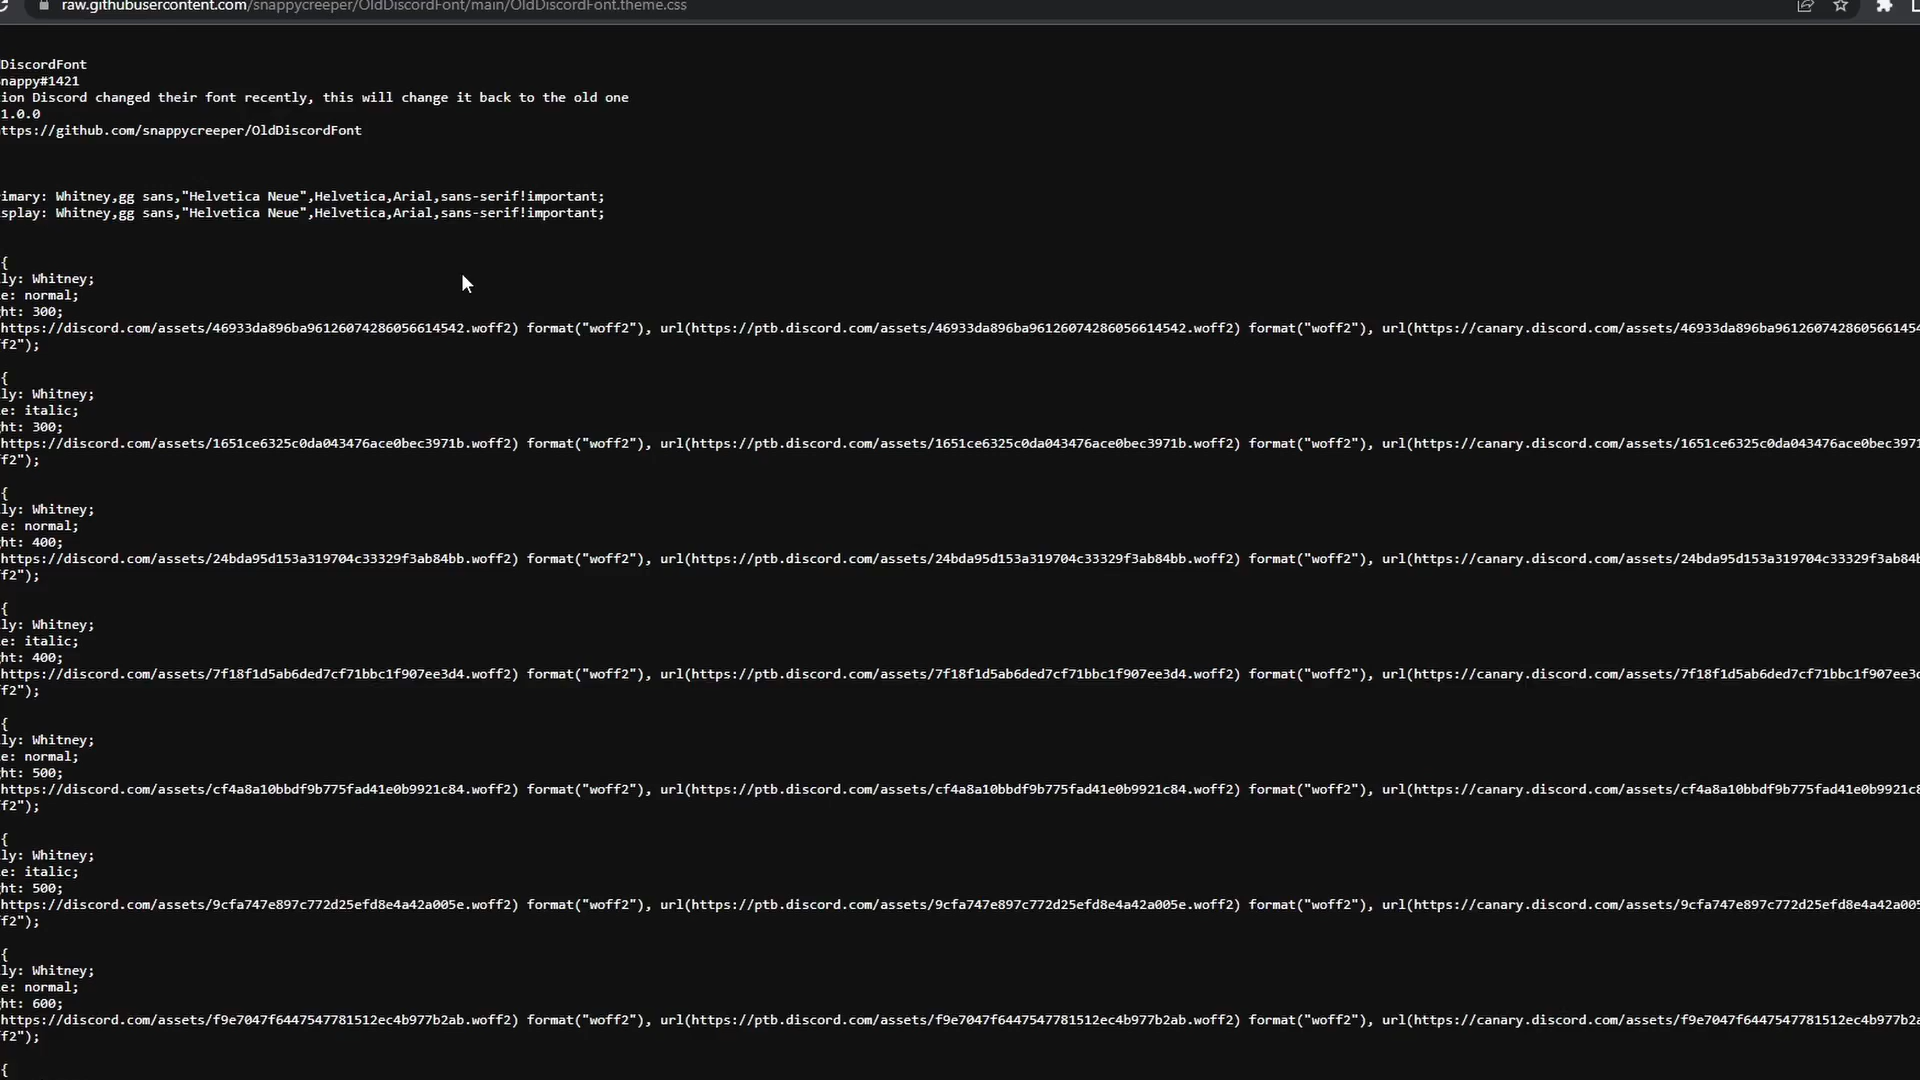 raw.githubusercontent.com/snappycreeper/OldDiscordFont/main/OldDiscordFont.theme.css
DiscordFont
nappy#1421
ion Discord changed their font recently, this will change it back to the old one
1.0.0
ttps://github.com/snappycreeper/OldDiscordFont
imary: Whitney,gg sans,"Helvetica Neue",Helvetica,Arial,sans-serif!important;
splay: Whitney,gg sans,"Helvetica Neue",Helvetica,Arial,sans-serif!important;
{
ly: Whitney;
e: normal;
ht: 300;
https://discord.com/assets/46933da896ba96126074286056614542.woff2) format("woff2"), url(https://ptb.discord.com/assets/46933da896ba96126074286056614542.woff2) format("woff2"), url(https://canary.discord.com/assets/46933da896ba9612607428605661454
f2");
{
ly: Whitney;
e: italic;
ht: 300;
https://discord.com/assets/1651ce6325c0da043476ace0bec3971b.woff2) format("woff2"), url(https://ptb.discord.com/assets/1651ce6325c0da043476ace0bec3971b.woff2) format("woff2"), url(https://canary.discord.com/assets/1651ce6325c0da043476ace0bec3971
f2");
{
ly: Whitney;
e: normal;
ht: 400;
https://discord.com/assets/24bda95d153a319704c33329f3ab84bb.woff2) format("woff2"), url(https://ptb.discord.com/assets/24bda95d153a319704c33329f3ab84bb.woff2) format("woff2"), url(https://canary.discord.com/assets/24bda95d153a319704c33329f3ab84b
f2");
{
ly: Whitney;
e: italic;
ht: 400;
https://discord.com/assets/7f18f1d5ab6ded7cf71bbc1f907ee3d4.woff2) format("woff2"), url(https://ptb.discord.com/assets/7f18f1d5ab6ded7cf71bbc1f907ee3d4.woff2) format("woff2"), url(https://canary.discord.com/assets/7f18f1d5ab6ded7cf71bbc1f907ee3d
f2");
{
ly: Whitney;
e: normal;
ht: 500;
https://discord.com/assets/cf4a8a10bbdf9b775fad41e0b9921c84.woff2) format("woff2"), url(https://ptb.discord.com/assets/cf4a8a10bbdf9b775fad41e0b9921c84.woff2) format("woff2"), url(https://canary.discord.com/assets/cf4a8a10bbdf9b775fad41e0b9921c8
f2");
{
ly: Whitney;
e: italic;
ht: 500;
https://discord.com/assets/9cfa747e897c772d25efd8e4a42a005e.woff2) format("woff2"), url(https://ptb.discord.com/assets/9cfa747e897c772d25efd8e4a42a005e.woff2) format("woff2"), url(https://canary.discord.com/assets/9cfa747e897c772d25efd8e4a42a005
f2");
{
ly: Whitney;
e: normal;
ht: 600;
https://discord.com/assets/f9e7047f6447547781512ec4b977b2ab.woff2) format("woff2"), url(https://ptb.discord.com/assets/f9e7047f6447547781512ec4b977b2ab.woff2) format("woff2"), url(https://canary.discord.com/assets/f9e7047f6447547781512ec4b977b2a
f2");
{